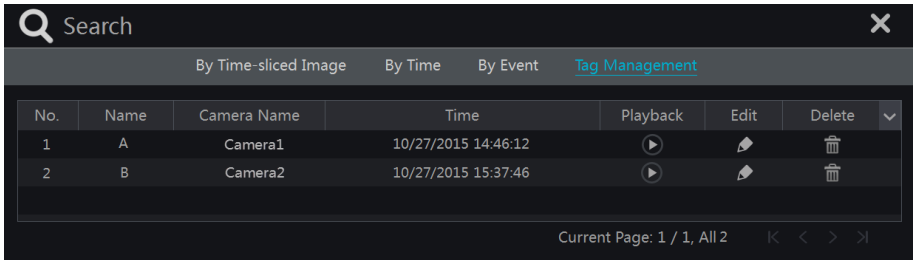 Search
By Time-sliced Image By Time By Event Tag Management
No. Name Camera Name Time Playback Edit Delete
1 A Camera1 10/27/2015 14:46:12
2 B Camera2 10/27/2015 15:37:46
Current Page: 1 / 1, All 2